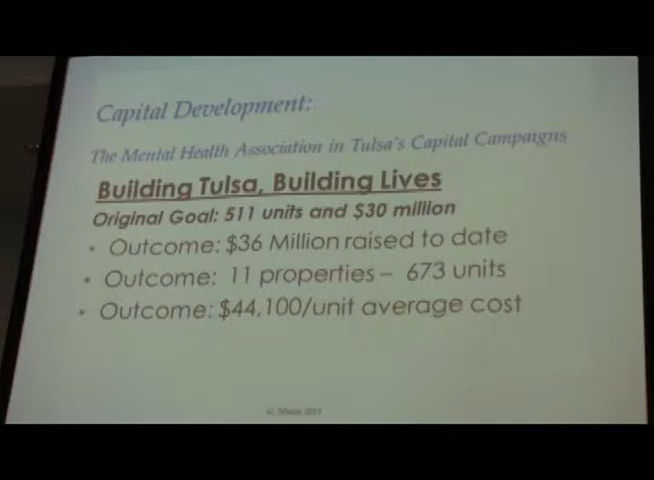 Capital Development:
The Mental Health Association in Tulsa's Capital Campaigns
Building Tulsa, Building Lives
Original Goal: 511 units and $30 million
• Outcome: $36 Million raised to date
• Outcome: 11 properties – 673 units
• Outcome: $44,100/unit average cost
G.